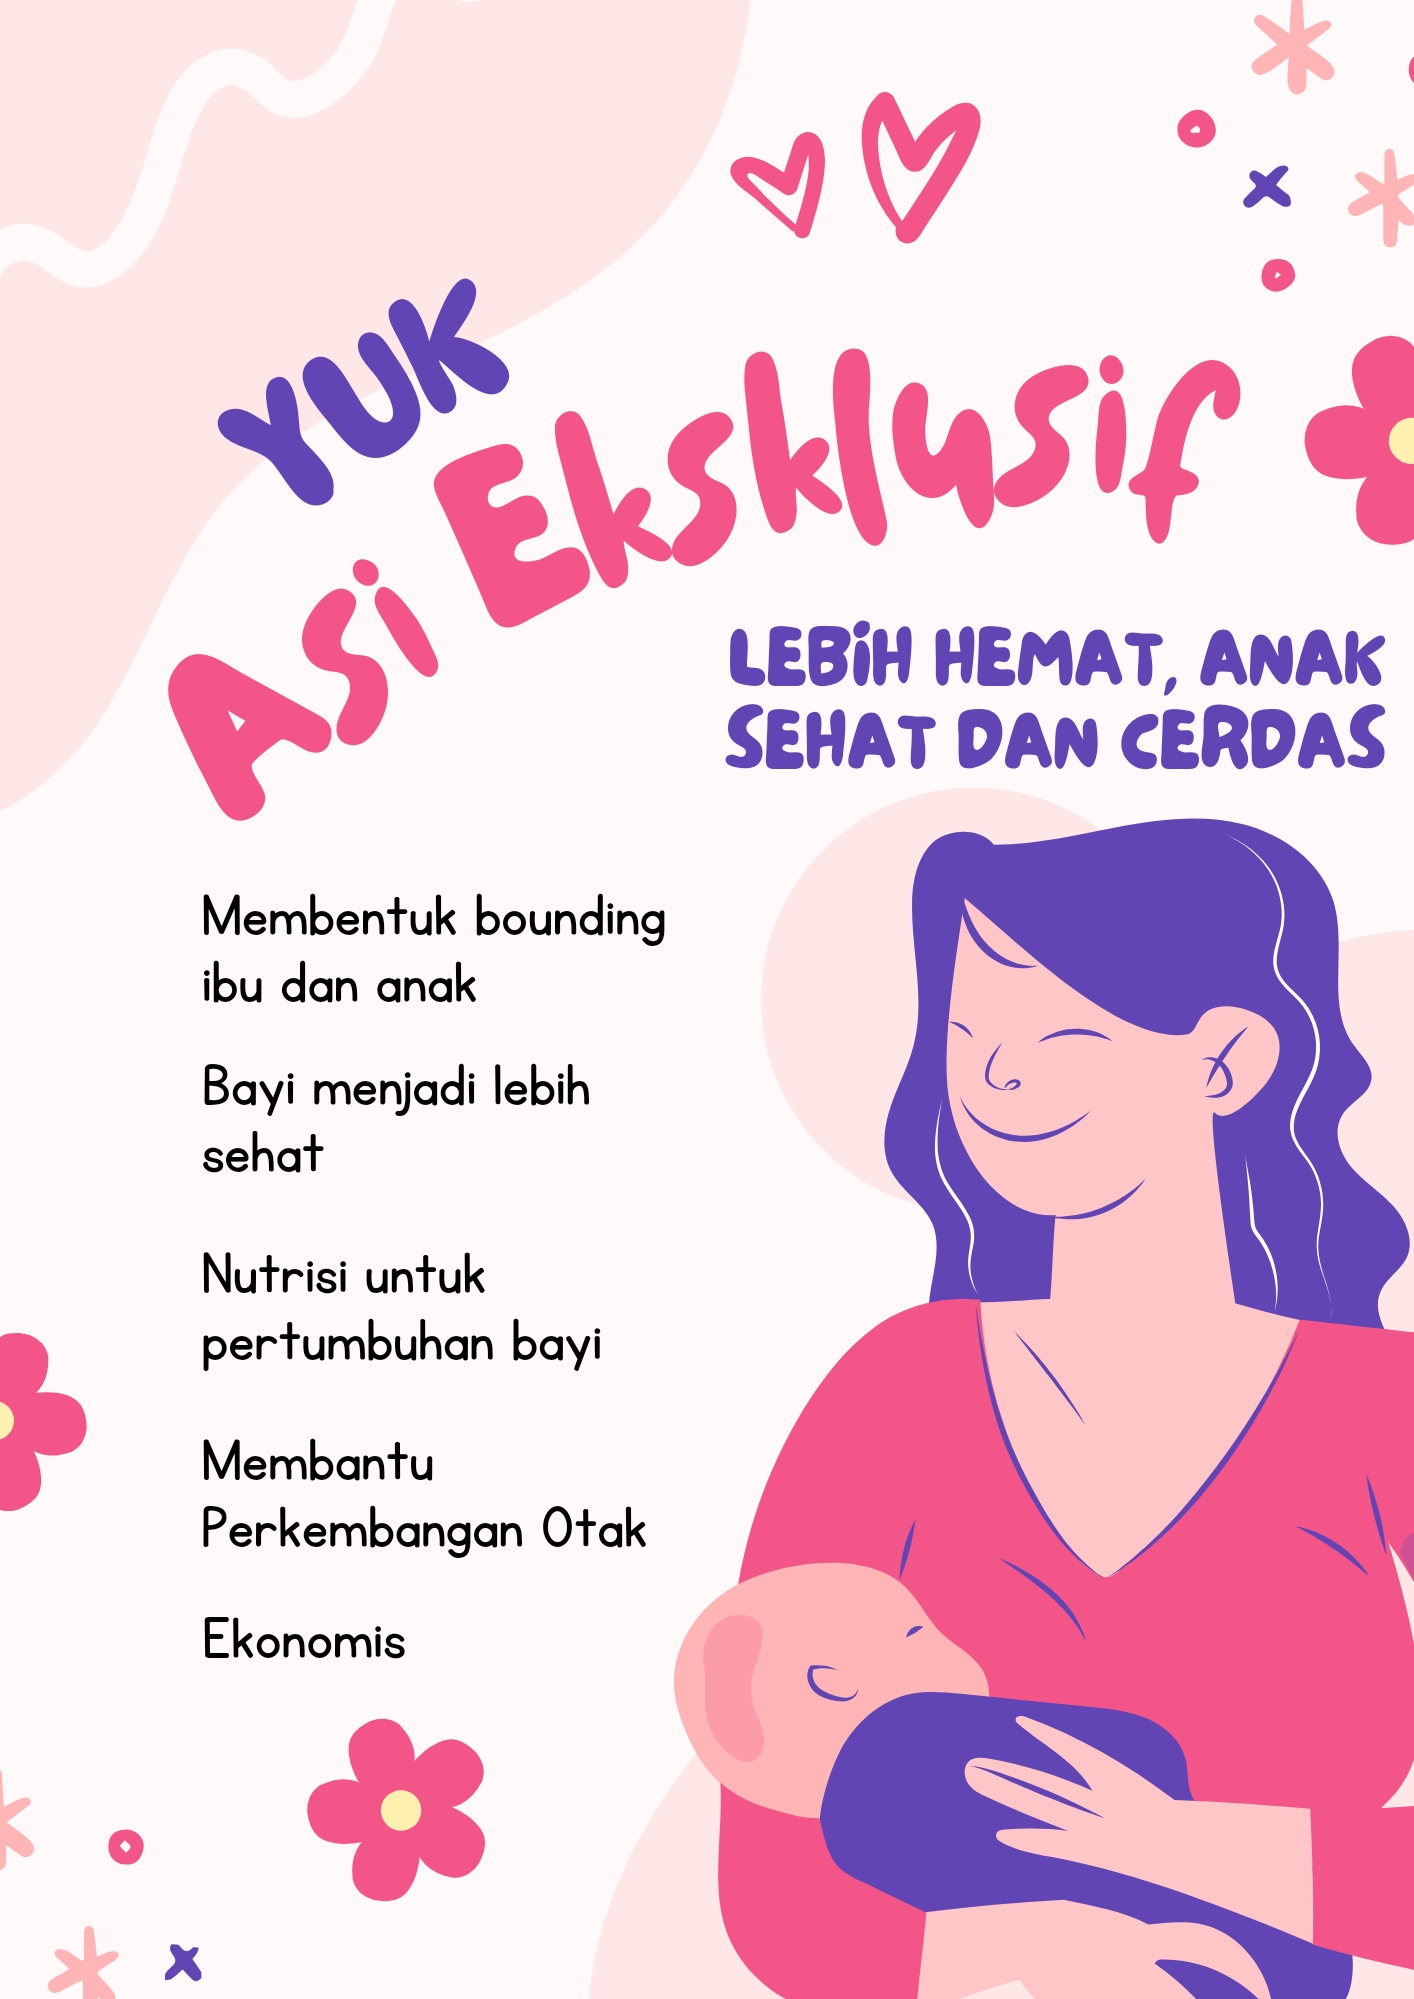 YUK
Asi Eksklusif
LEBiH HEMAT, ANAK
SEHAT DAN CERDAS
Membentuk bounding
ibu dan anak
Bayi menjadi lebih
sehat
Nutrisi untuk
pertumbuhan bayi
Membantu
Perkembangan Otak
Ekonomis